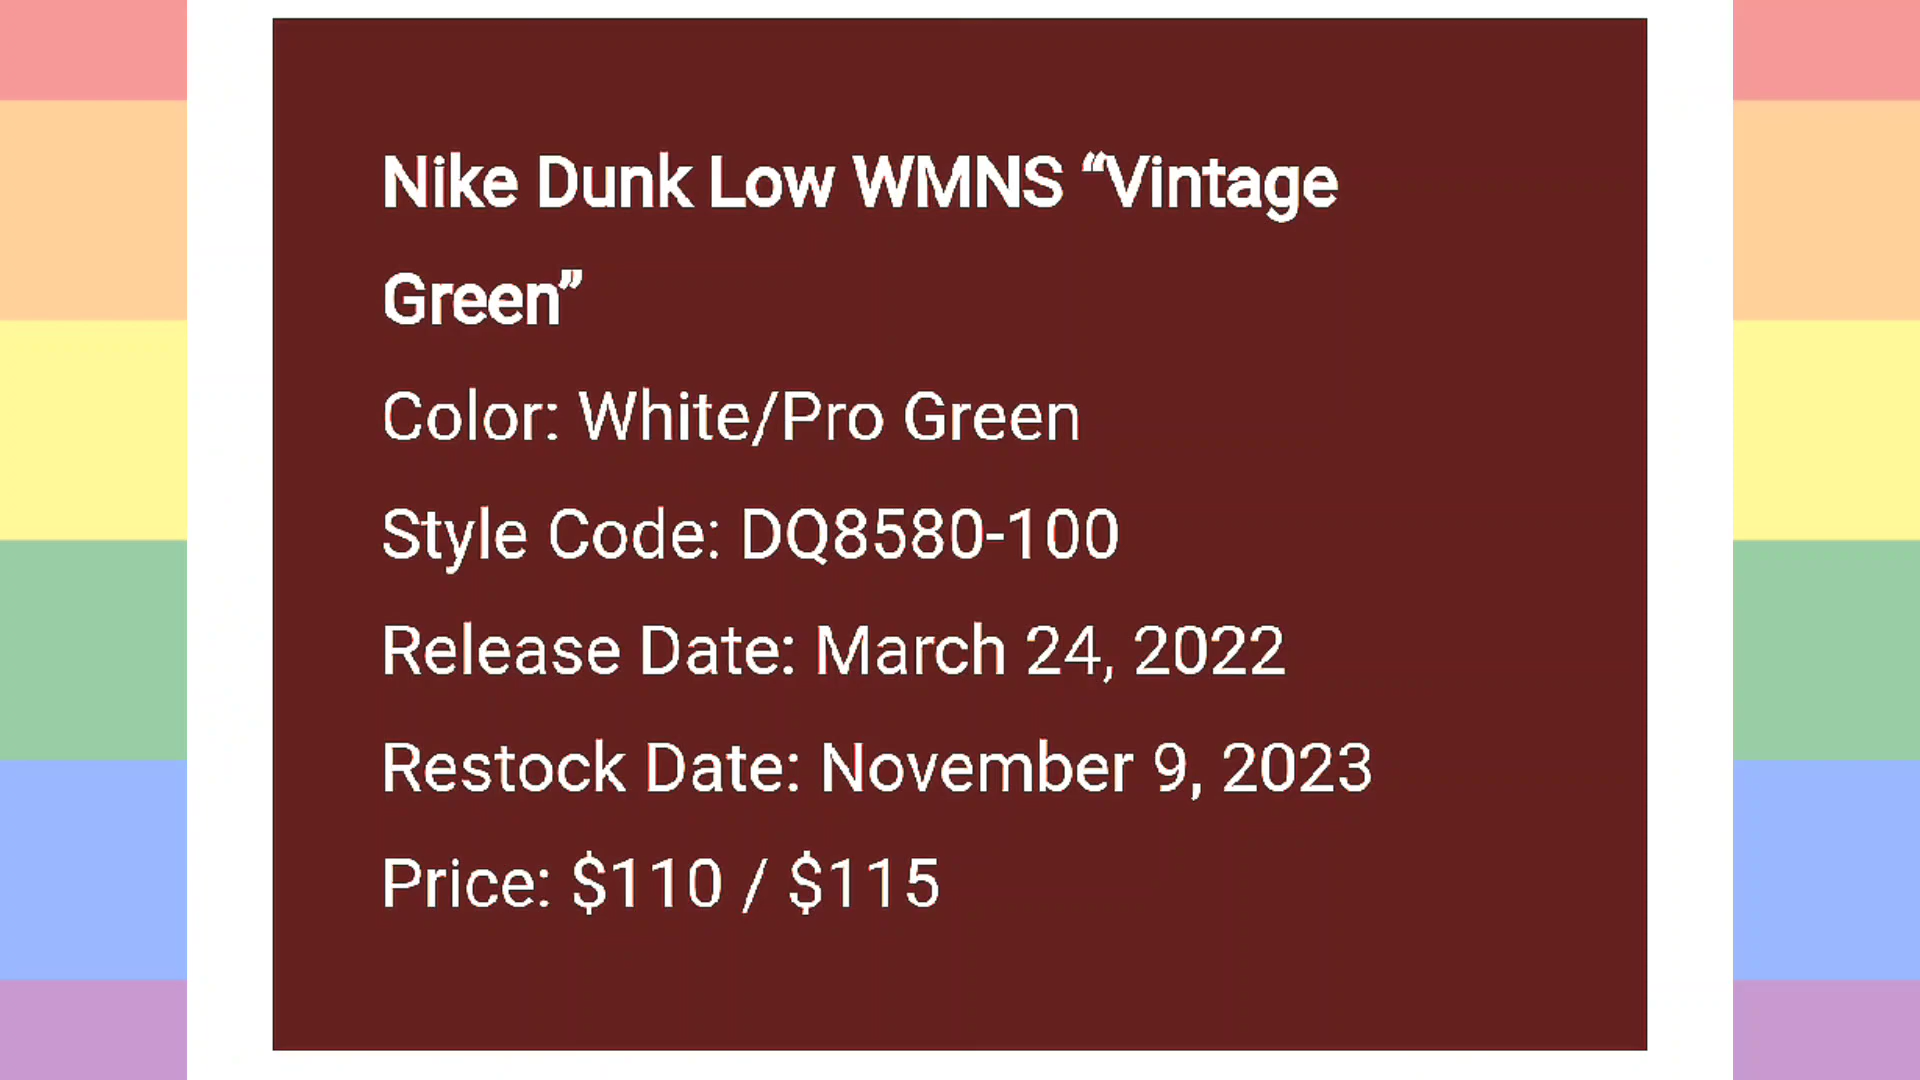 Nike Dunk Low WMNS “Vintage
Green”
Color: White/Pro Green
Style Code: DQ8580-100
Release Date: March 24, 2022
Restock Date: November 9, 2023
Price: $110 / $115